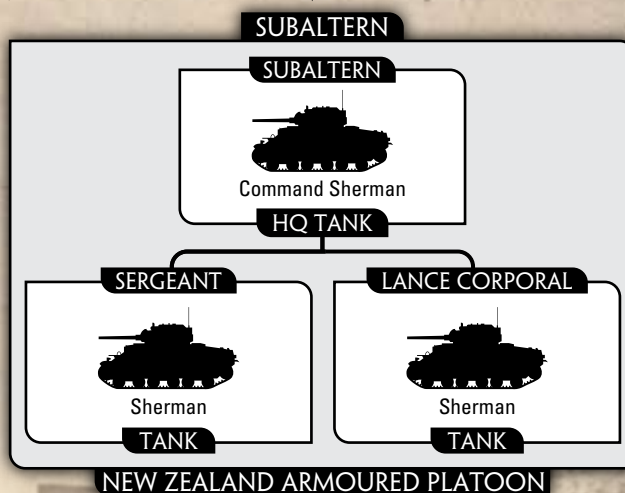 SUBALTERN
SUBALTERN
Command Sherman
HQ TANK
SERGEANT
LANCE CORPORAL
Sherman
Sherman
TANK
TANK
NEW ZEALAND ARMOURED PLATOON